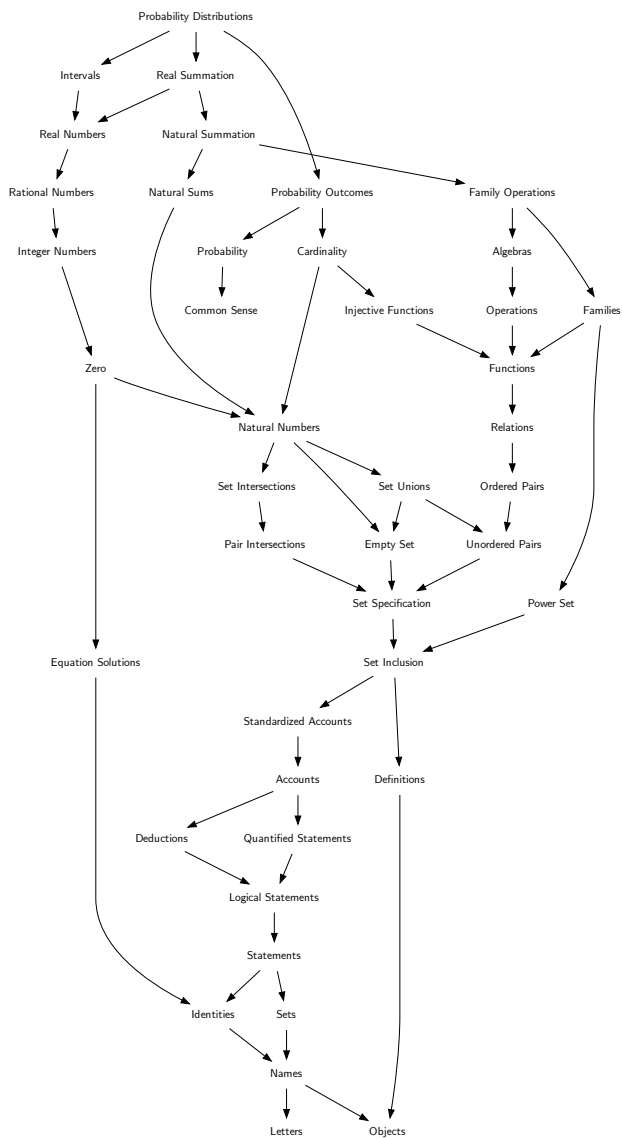 Probability Distributions
Intervals
Real Summation
Real Numbers
Natural Summation
Rational Numbers
Natural Sums
Probability Outcomes
Family Operations
Integer Numbers
Probability
Cardinality
Algebras
Common Sense
Injective Functions
Operations
Families
Zero
Functions
Natural Numbers
Relations
Set Intersections
Set Unions
Ordered Pairs
Pair Intersections
Empty Set
Unordered Pairs
Set Specification
Power Set
Equation Solutions
Set Inclusion
Standardized Accounts
Accounts
Definitions
Deductions
Quantified Statements
Logical Statements
Statements
Identities
Sets
Names
Letters
Objects